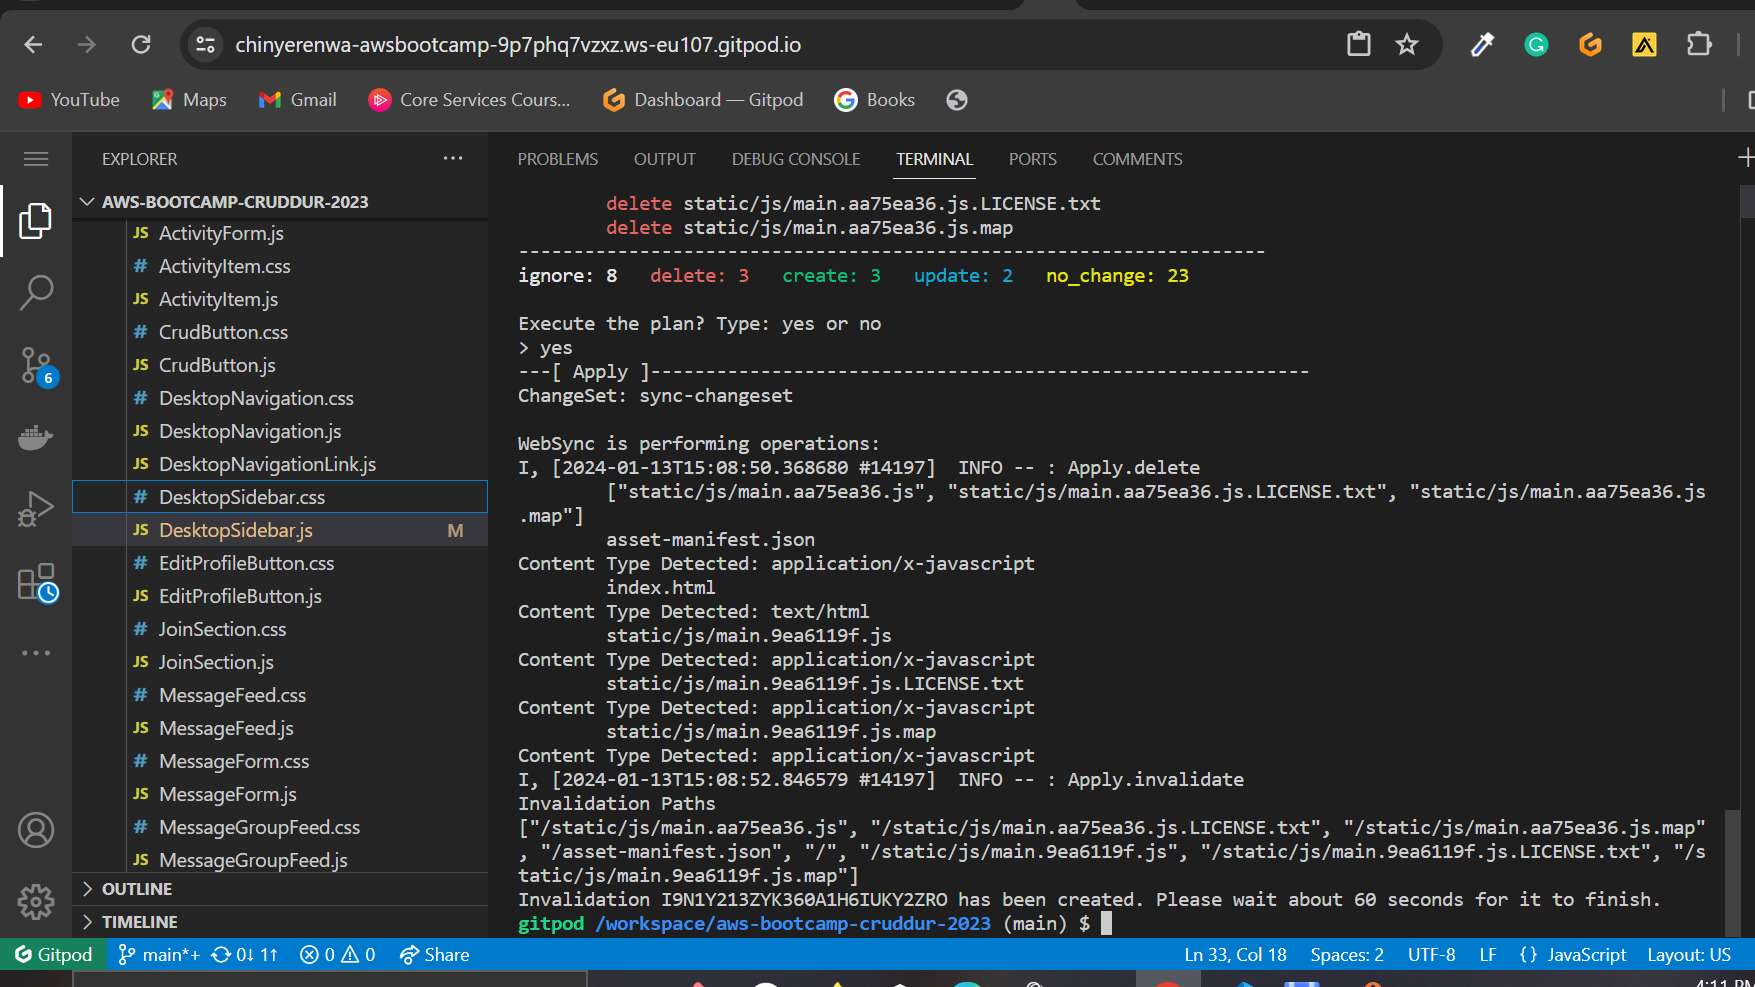 chinyerenwa-awsbootcamp-9p7phq7vzxz.ws-eu107.gitpod.io
YouTube Maps Gmail Core Services Cours... Dashboard — Gitpod Books
EXPLORER ···
AWS-BOOTCAMP-CRUDDUR-2023
JS ActivityForm.js
# ActivityItem.css
JS ActivityItem.js
# CrudButton.css
JS CrudButton.js
# DesktopNavigation.css
JS DesktopNavigation.js
JS DesktopNavigationLink.js
# DesktopSidebar.css
JS DesktopSidebar.js M
# EditProfileButton.css
JS EditProfileButton.js
# JoinSection.css
JS JoinSection.js
# MessageFeed.css
JS MessageFeed.js
# MessageForm.css
JS MessageForm.js
# MessageGroupFeed.css
JS MessageGroupFeed.js
OUTLINE
TIMELINE
6
PROBLEMS OUTPUT DEBUG CONSOLE TERMINAL PORTS COMMENTS
delete static/js/main.aa75ea36.js.LICENSE.txt
delete static/js/main.aa75ea36.js.map
--------------------------------------------------------------------
ignore: 8 delete: 3 create: 3 update: 2 no_change: 23
Execute the plan? Type: yes or no
> yes
---[ Apply ]------------------------------------------------------------
ChangeSet: sync-changeset
WebSync is performing operations:
I, [2024-01-13T15:08:50.368680 #14197]  INFO -- : Apply.delete
["static/js/main.aa75ea36.js", "static/js/main.aa75ea36.js.LICENSE.txt", "static/js/main.aa75ea36.js
.map"]
asset-manifest.json
Content Type Detected: application/x-javascript
index.html
Content Type Detected: text/html
static/js/main.9ea6119f.js
Content Type Detected: application/x-javascript
static/js/main.9ea6119f.js.LICENSE.txt
Content Type Detected: application/x-javascript
static/js/main.9ea6119f.js.map
Content Type Detected: application/x-javascript
I, [2024-01-13T15:08:52.846579 #14197]  INFO -- : Apply.invalidate
Invalidation Paths
["/static/js/main.aa75ea36.js", "/static/js/main.aa75ea36.js.LICENSE.txt", "/static/js/main.aa75ea36.js.map"
, "/asset-manifest.json", "/", "/static/js/main.9ea6119f.js", "/static/js/main.9ea6119f.js.LICENSE.txt", "/s
tatic/js/main.9ea6119f.js.map"]
Invalidation I9N1Y213ZYK360A1H6IUKY2ZRO has been created. Please wait about 60 seconds for it to finish.
gitpod /workspace/aws-bootcamp-cruddur-2023 (main) $
Gitpod main*+ 0↓ 1↑ 0 0 Share Ln 33, Col 18 Spaces: 2 UTF-8 LF {} JavaScript Layout: US
4:11 PM